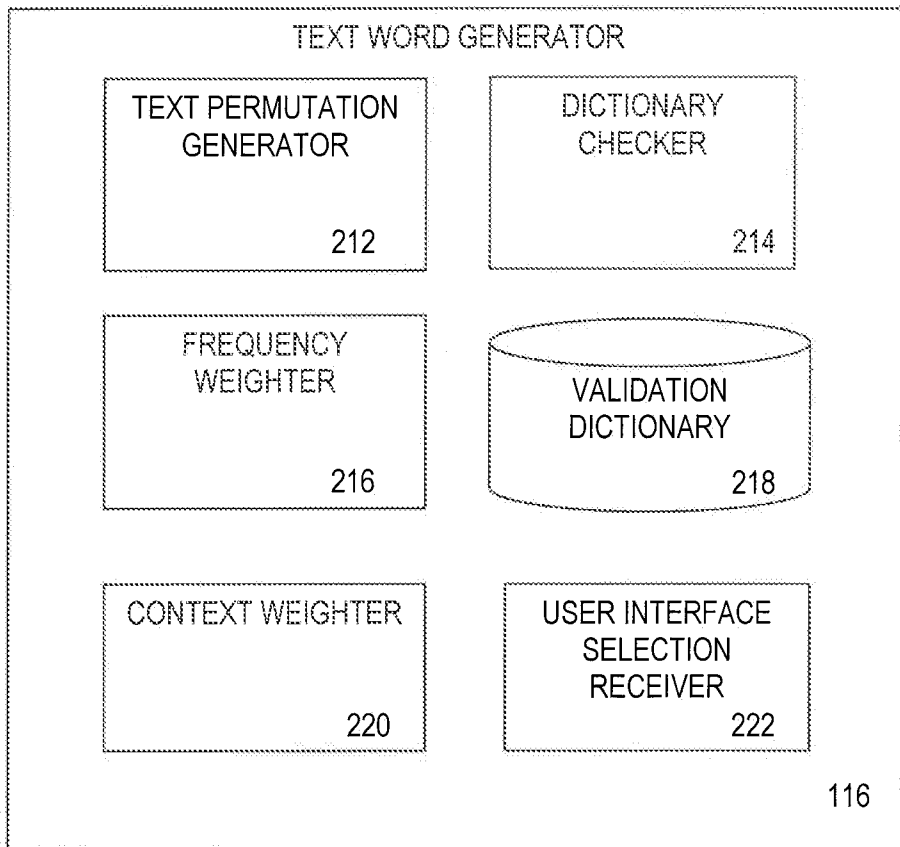 TEXT WORD GENERATOR
TEXT PERMUTATION
GENERATOR
212
DICTIONARY
CHECKER
214
FREQUENCY
WEIGHTER
216
VALIDATION
DICTIONARY
218
CONTEXT WEIGHTER
220
USER INTERFACE
SELECTION
RECEIVER
222
116